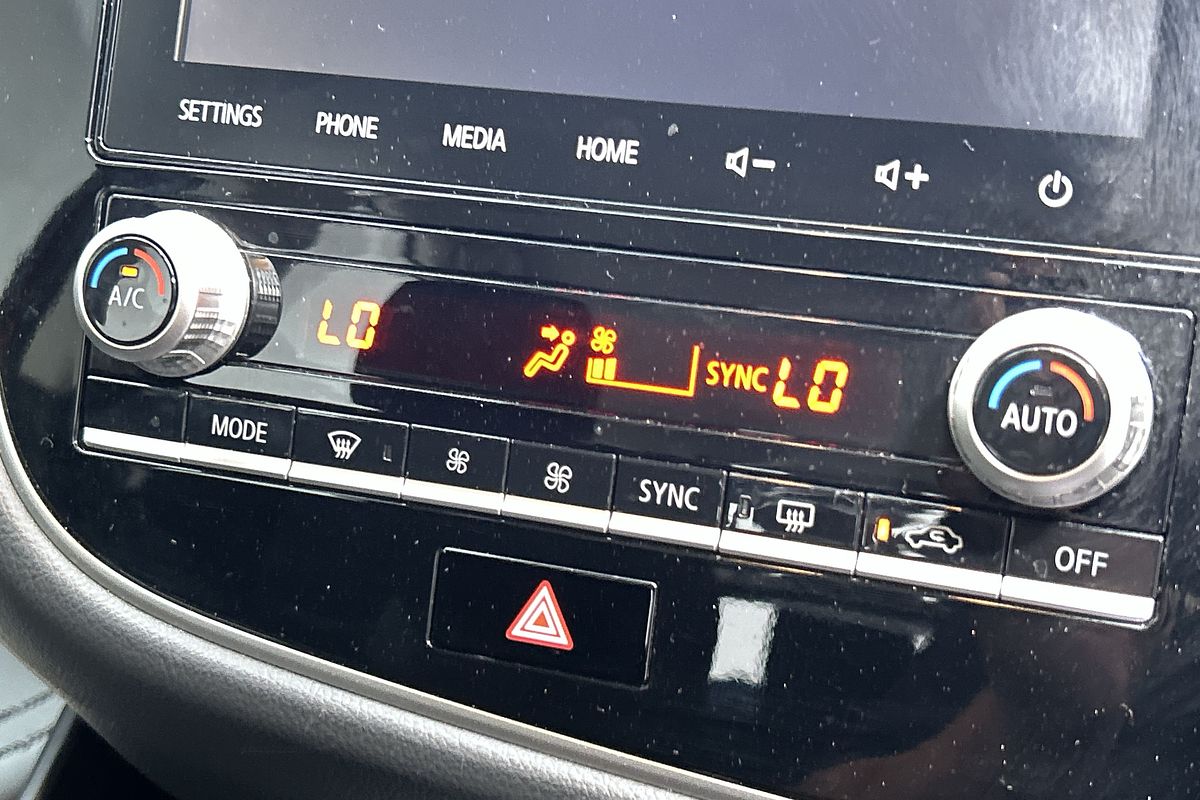 SETTINGS PHONE MEDIA HOME
A/C LO SYNC LO AUTO
MODE SYNC OFF